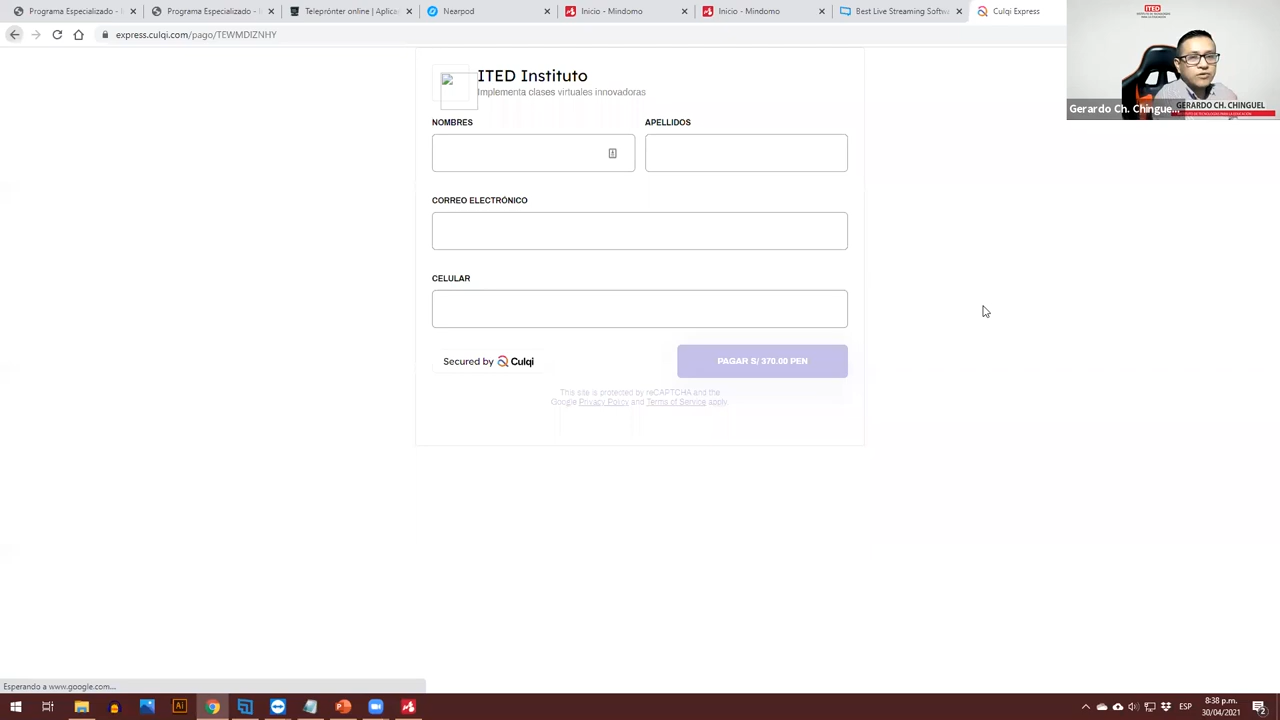 Programa Especializado - I
Programa Especializado - I
Teleprónter online | Aplica
Nearpod
Inicio - Mindomo
Inicio - Mindomo
Best Live Streaming Softw
Culqi Express
express.culqi.com/pago/TEWMDIZNHY
ITED
ITED Instituto
Implementa clases virtuales innovadoras
Gerardo Ch. Chingue...
GERARDO CH. CHINGUEL
NOMBRES
APELLIDOS
CORREO ELECTRÓNICO
CELULAR
Secured by Culqi
PAGAR S/ 370.00 PEN
This site is protected by reCAPTCHA and the
Google Privacy Policy and Terms of Service apply
Esperando a www.google.com...
Ai
ESP
8:38 p.m.
30/04/2021
2